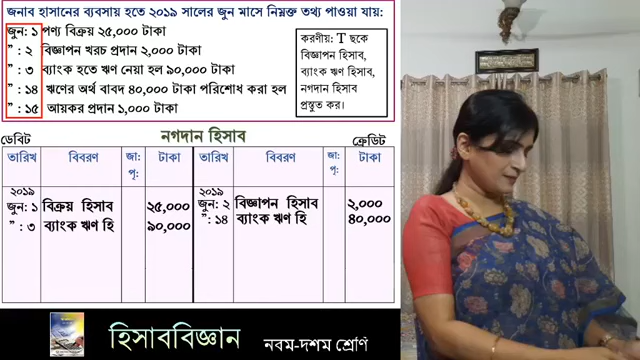 জনাব হাসানের ব্যবসায় হতে ২০১৯ সালের জুন মাসে নিম্নক্ত তথ্য পাওয়া যায়:
জুন: ১ পণ্য বিক্রয় ২৫,০০০ টাকা
" : ২ বিজ্ঞাপন খরচ প্রদান ২,০০০ টাকা
" : ৩ ব্যাংক হতে ঋণ নেয়া হল ৯০,০০০ টাকা
" : ১৪ ঋণের অর্থ বাবদ ৪০,০০০ টাকা পরিশোধ করা হল
" : ১৫ আয়কর প্রদান ১,০০০ টাকা
করণীয়: T ছকে
বিজ্ঞাপন হিসাব,
ব্যাংক ঋণ হিসাব,
নগদান হিসাব
প্রস্তুত কর।
নগদান হিসাব
ডেবিট ক্রেডিট
তারিখ বিবরণ জা: পৃ: টাকা তারিখ বিবরণ জা: পৃ: টাকা
২০১৯ ২০১৯
জুন: ১ বিক্রয় হিসাব ২৫,০০০ জুন: ২ বিজ্ঞাপন হিসাব ২,০০০
" : ৩ ব্যাংক ঋণ হি ৯০,০০০ " : ১৪ ব্যাংক ঋণ হি ৪০,০০০
হিসাববিজ্ঞান নবম-দশম শ্রেণি